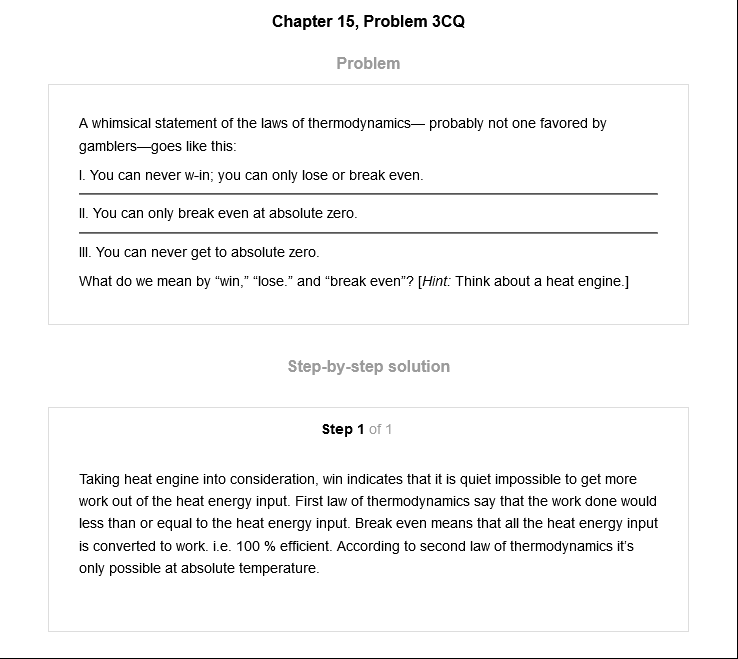 Chapter 15, Problem 3CQ
Problem
A whimsical statement of the laws of thermodynamics— probably not one favored by
gamblers—goes like this:
I. You can never w-in; you can only lose or break even.
II. You can only break even at absolute zero.
III. You can never get to absolute zero.
What do we mean by “win,” “lose.” and “break even”? [Hint: Think about a heat engine.]
Step-by-step solution
Step 1 of 1
Taking heat engine into consideration, win indicates that it is quiet impossible to get more
work out of the heat energy input. First law of thermodynamics say that the work done would
less than or equal to the heat energy input. Break even means that all the heat energy input
is converted to work. i.e. 100 % efficient. According to second law of thermodynamics it’s
only possible at absolute temperature.